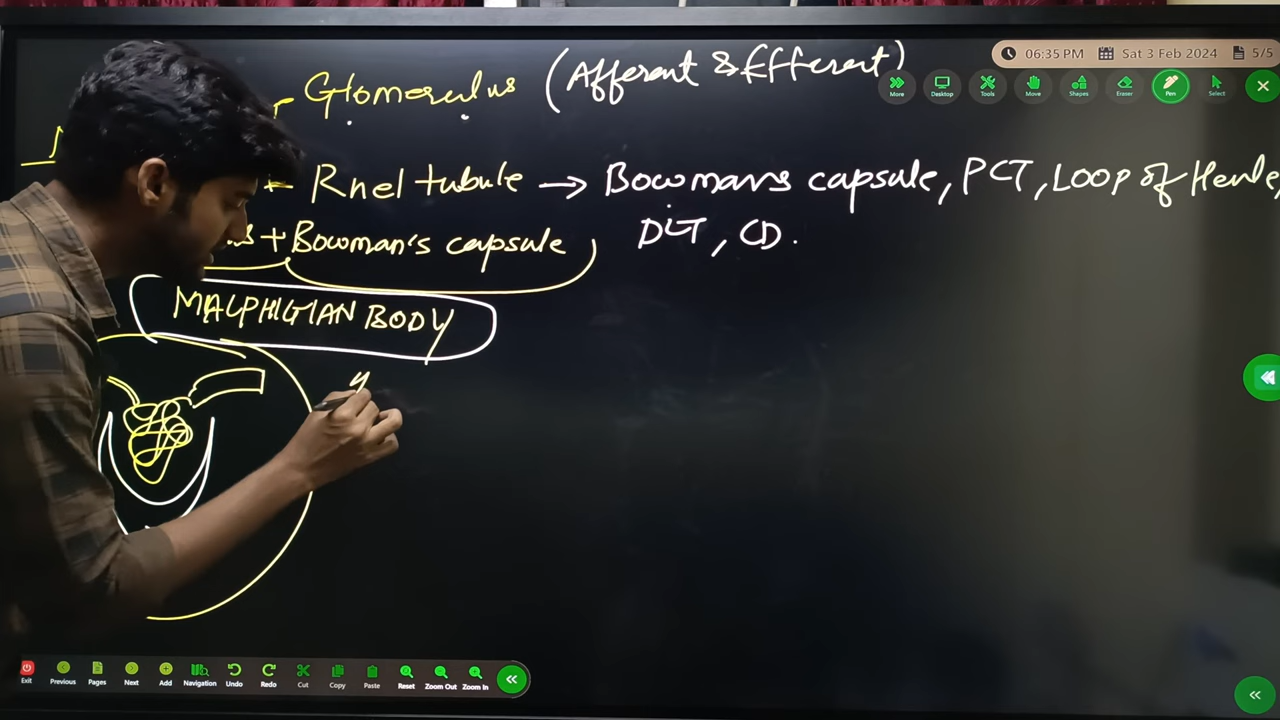 06:35 PM Sat 3 Feb 2024 5/5
Glomerulus (Afferent & Efferent)
More Desktop Tools Move Shapes Eraser Pen Select
Rnel tubule → Bowman's capsule, PCT, Loop of Henle,
+ Bowman's capsule DCT, CD.
MALPHIGIAN BODY
Exit Previous Pages Next Add Navigation Undo Redo Cut Copy Paste Reset Zoom Out Zoom In